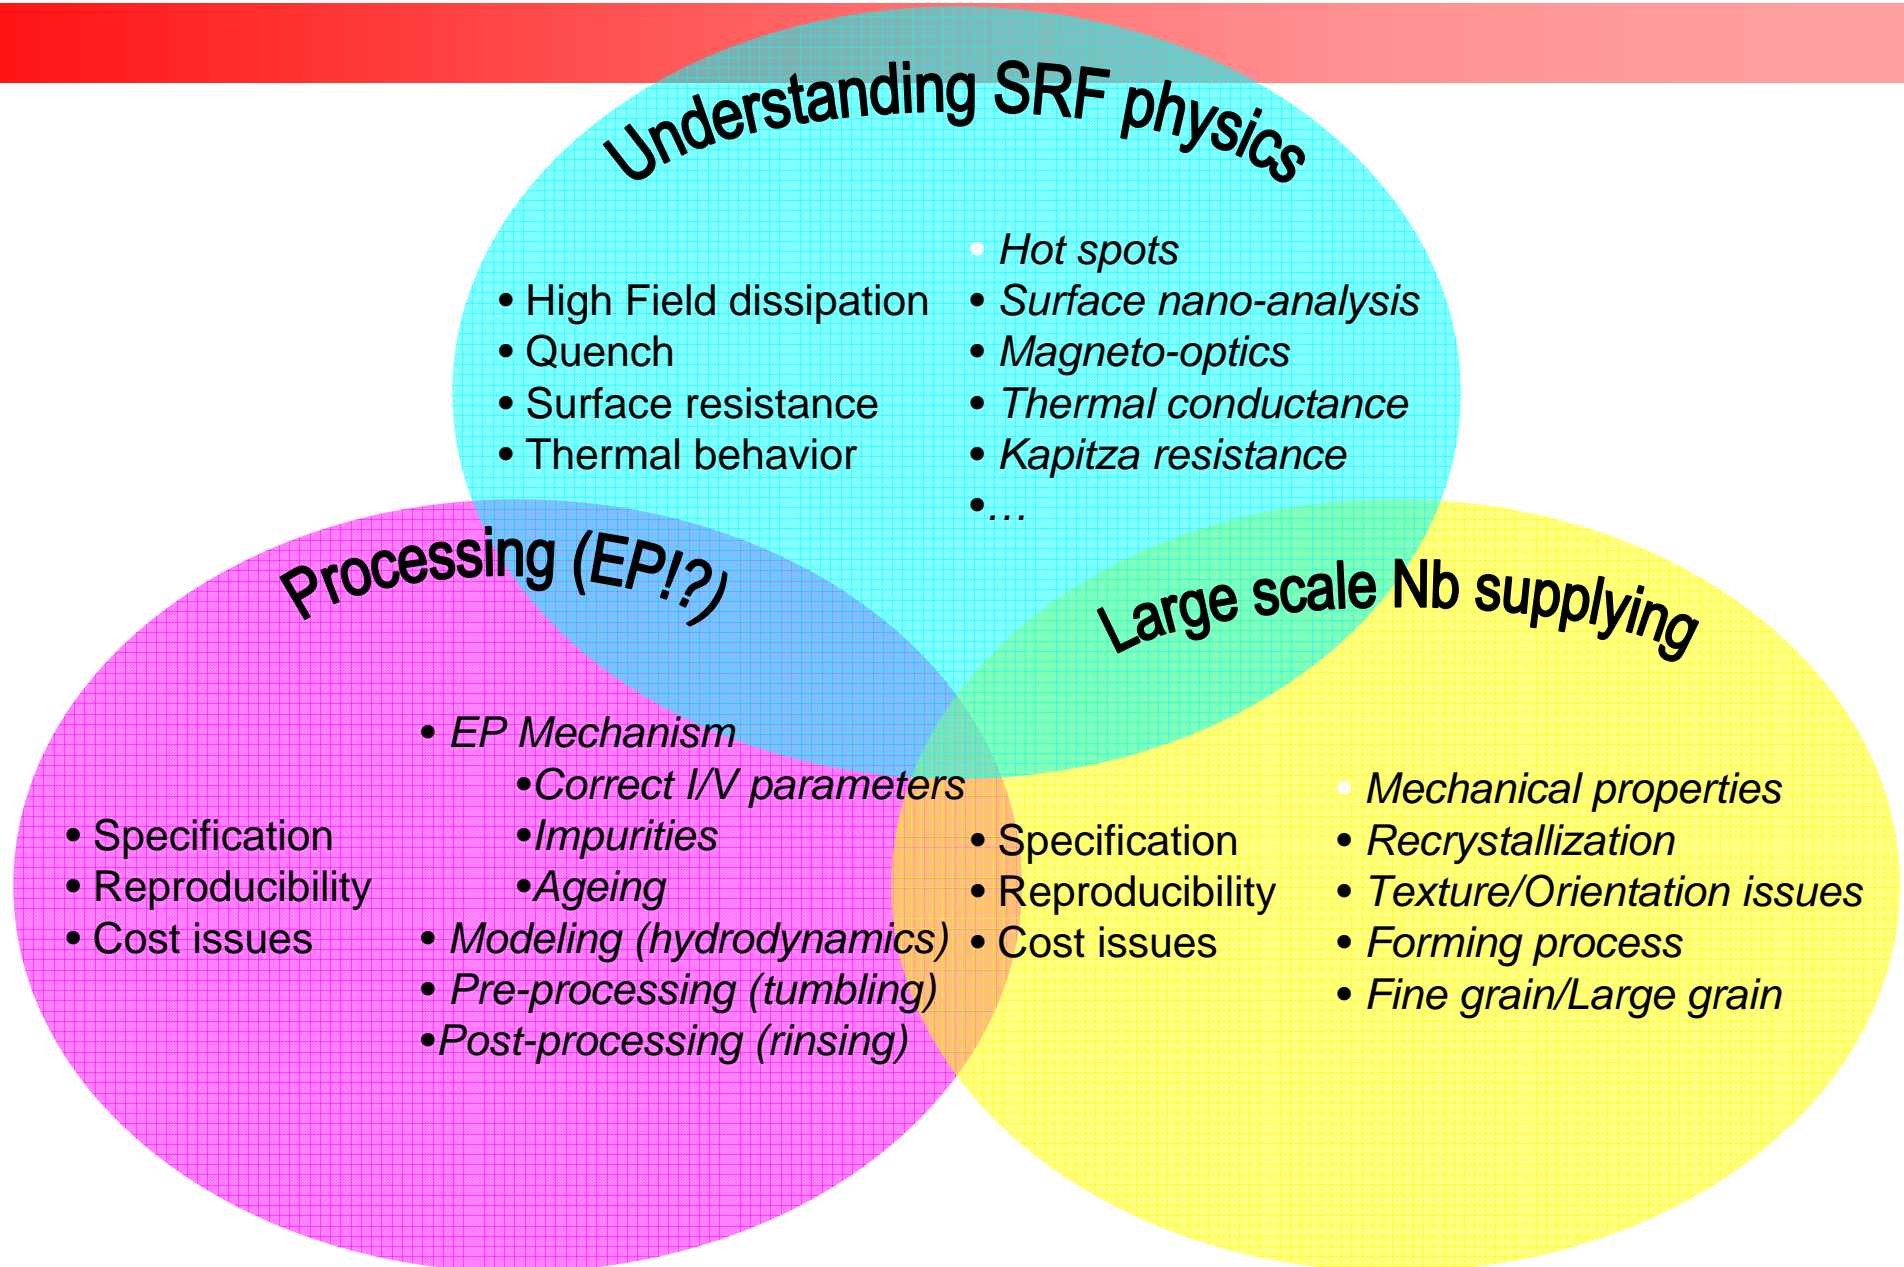 Understanding SRF physics
• High Field dissipation
• Quench
• Surface resistance
• Thermal behavior
• Hot spots
• Surface nano-analysis
• Magneto-optics
• Thermal conductance
• Kapitza resistance
•…
Processing (EP!?)
• Specification
• Reproducibility
• Cost issues
• EP Mechanism
•Correct I/V parameters
•Impurities
•Ageing
• Modeling (hydrodynamics)
• Pre-processing (tumbling)
•Post-processing (rinsing)
Large scale Nb supplying
• Specification
• Reproducibility
• Cost issues
• Mechanical properties
• Recrystallization
• Texture/Orientation issues
• Forming process
• Fine grain/Large grain